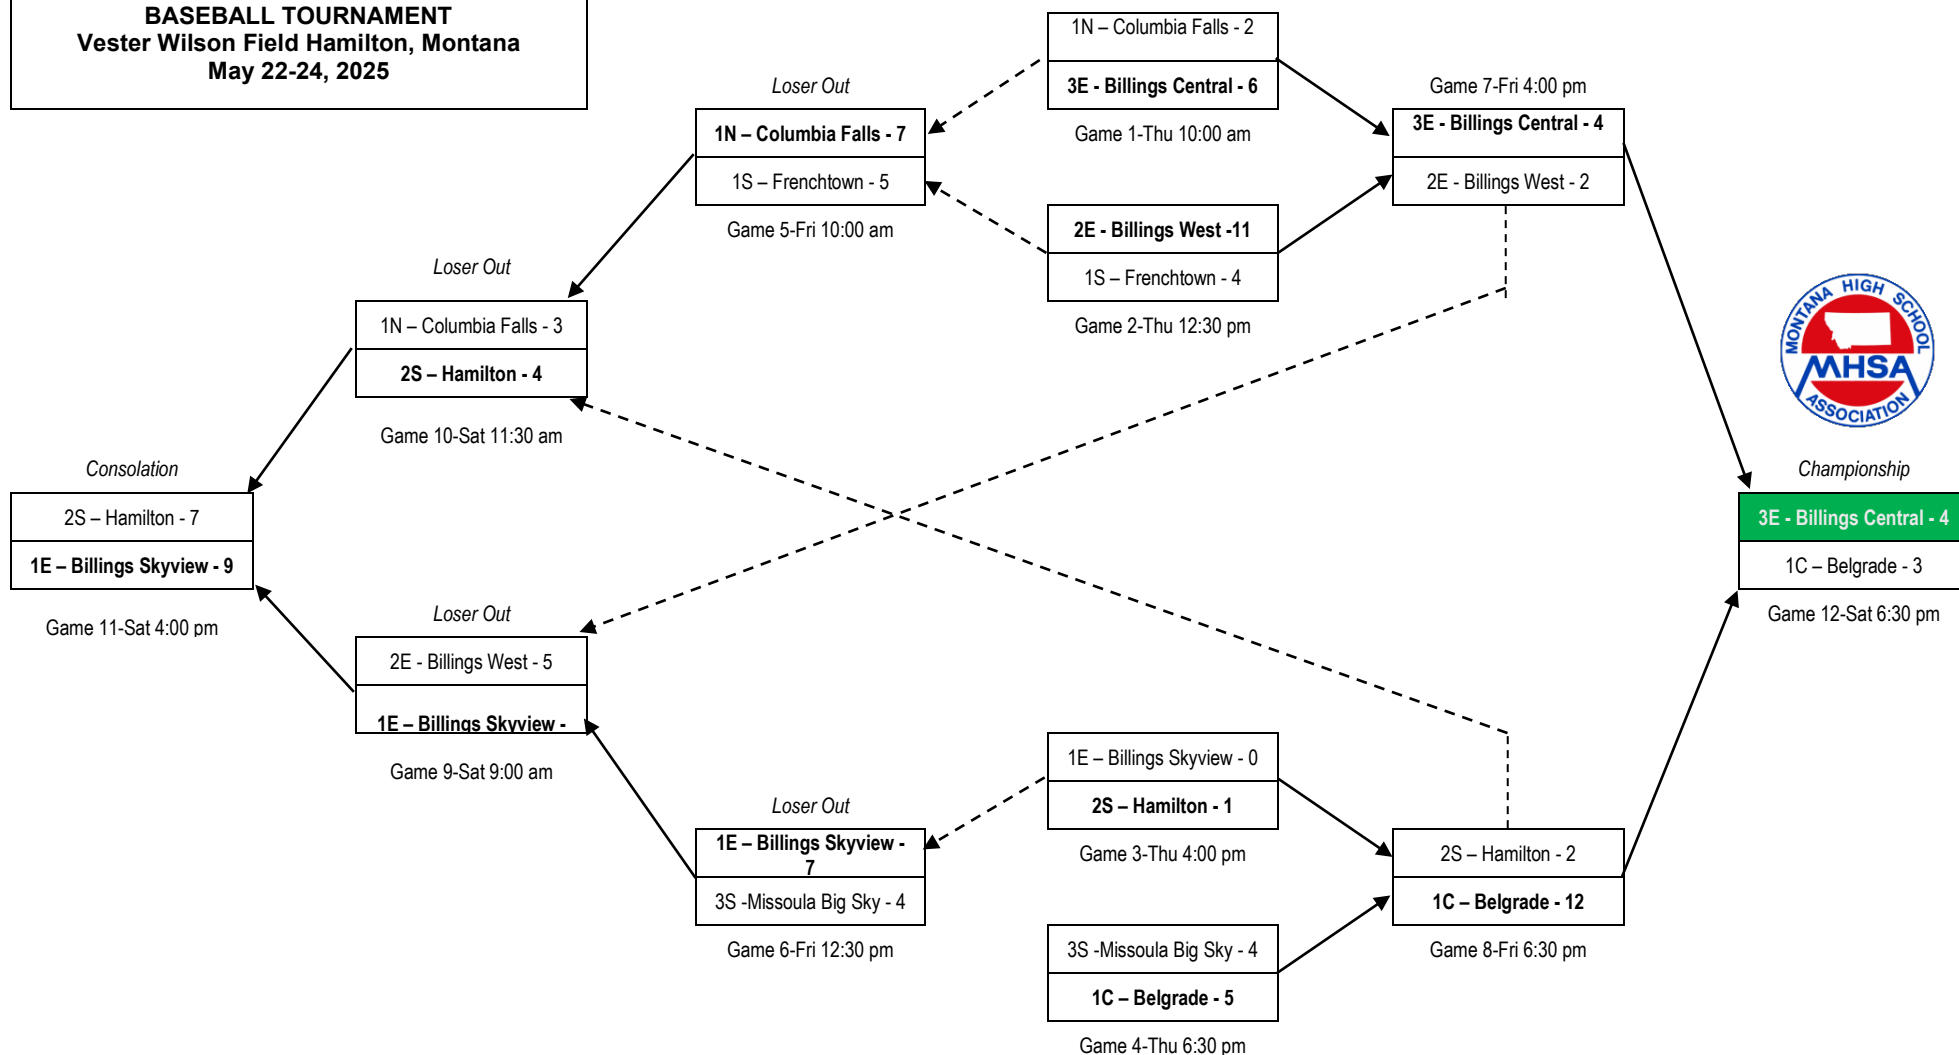 BASEBALL TOURNAMENT
Vester Wilson Field Hamilton, Montana
May 22-24, 2025
1N – Columbia Falls - 2
3E - Billings Central - 6
Game 1-Thu 10:00 am
Loser Out
1N – Columbia Falls - 7
1S – Frenchtown - 5
Game 5-Fri 10:00 am
Game 7-Fri 4:00 pm
3E - Billings Central - 4
2E - Billings West - 2
2E - Billings West -11
1S – Frenchtown - 4
Game 2-Thu 12:30 pm
Loser Out
1N – Columbia Falls - 3
2S – Hamilton - 4
Game 10-Sat 11:30 am
MONTANA HIGH SCHOOL
MHSA
ASSOCIATION
Consolation
2S – Hamilton - 7
1E – Billings Skyview - 9
Game 11-Sat 4:00 pm
Championship
3E - Billings Central - 4
1C – Belgrade - 3
Game 12-Sat 6:30 pm
Loser Out
2E - Billings West - 5
1E – Billings Skyview -
Game 9-Sat 9:00 am
Loser Out
1E – Billings Skyview -
7
3S -Missoula Big Sky - 4
Game 6-Fri 12:30 pm
1E – Billings Skyview - 0
2S – Hamilton - 1
Game 3-Thu 4:00 pm
2S – Hamilton - 2
1C – Belgrade - 12
Game 8-Fri 6:30 pm
3S -Missoula Big Sky - 4
1C – Belgrade - 5
Game 4-Thu 6:30 pm